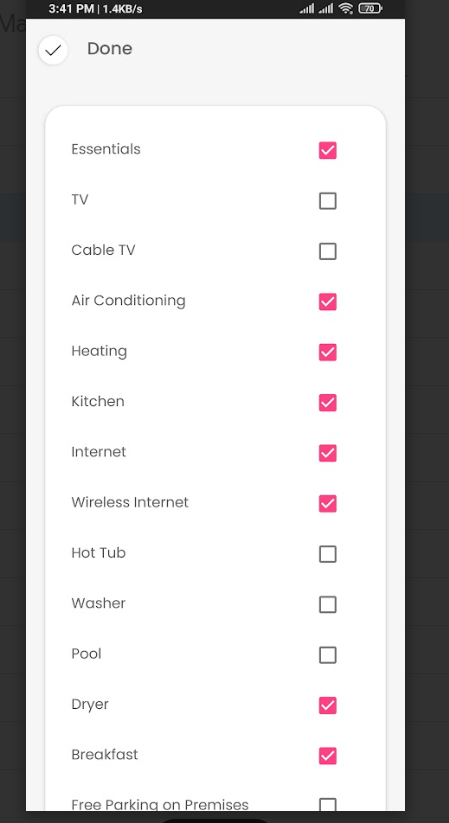 Ma
3:41 PM | 1.4KB/s
70
Done
Essentials
TV
Cable TV
Air Conditioning
Heating
Kitchen
Internet
Wireless Internet
Hot Tub
Washer
Pool
Dryer
Breakfast
Free Parking on Premises